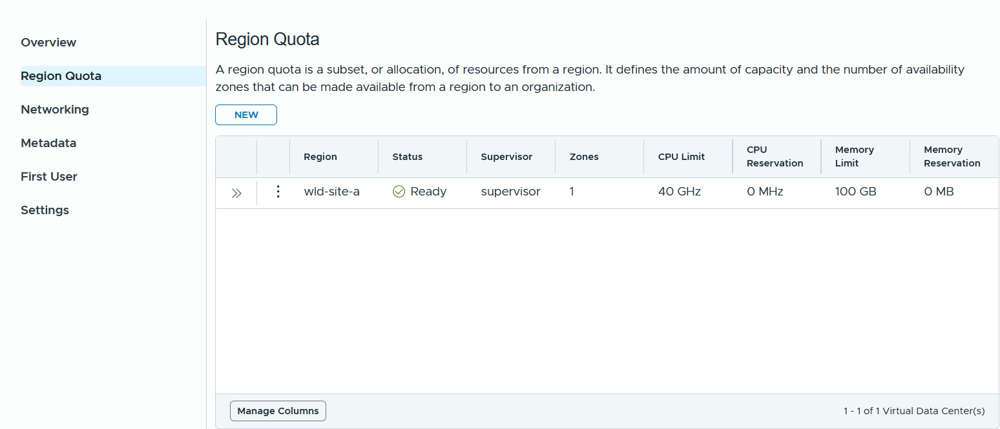 Overview
Region Quota
Networking
Metadata
First User
Settings
Region Quota
A region quota is a subset, or allocation, of resources from a region. It defines the amount of capacity and the number of availability
zones that can be made available from a region to an organization.
NEW
Region Status Supervisor Zones CPU Limit CPU Reservation Memory Limit Memory Reservation
wld-site-a Ready supervisor 1 40 GHz 0 MHz 100 GB 0 MB
Manage Columns 1 - 1 of 1 Virtual Data Center(s)